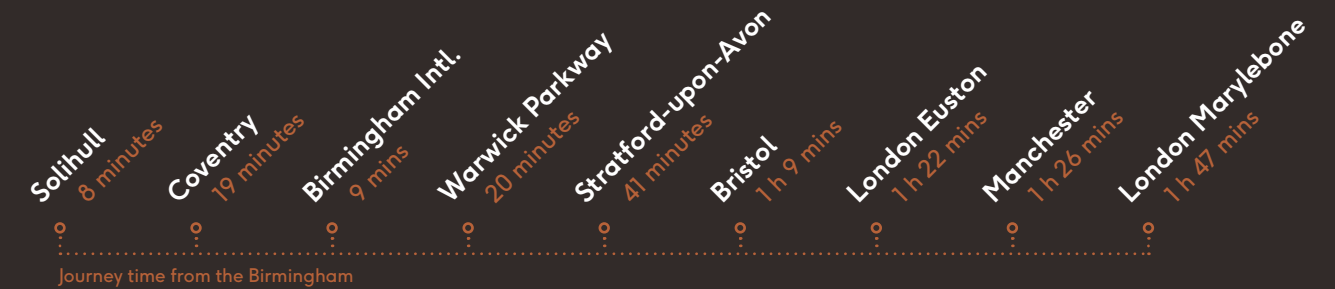 Solihull
8 minutes
Coventry
19 minutes
Birmingham Intl.
9 mins
Warwick Parkway
20 minutes
Stratford-upon-Avon
41 minutes
Bristol
1 h 9 mins
London Euston
1 h 22 mins
Manchester
1 h 26 mins
London Marylebone
1 h 47 mins
Journey time from the Birmingham